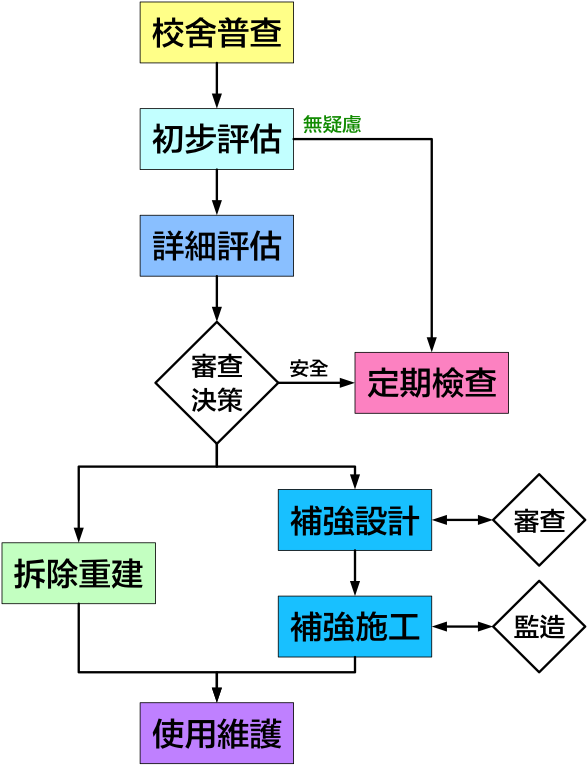 校舍普查
初步評估
無疑慮
詳細評估
審查
決策
安全
定期檢查
補強設計
審查
拆除重建
補強施工
監造
使用維護